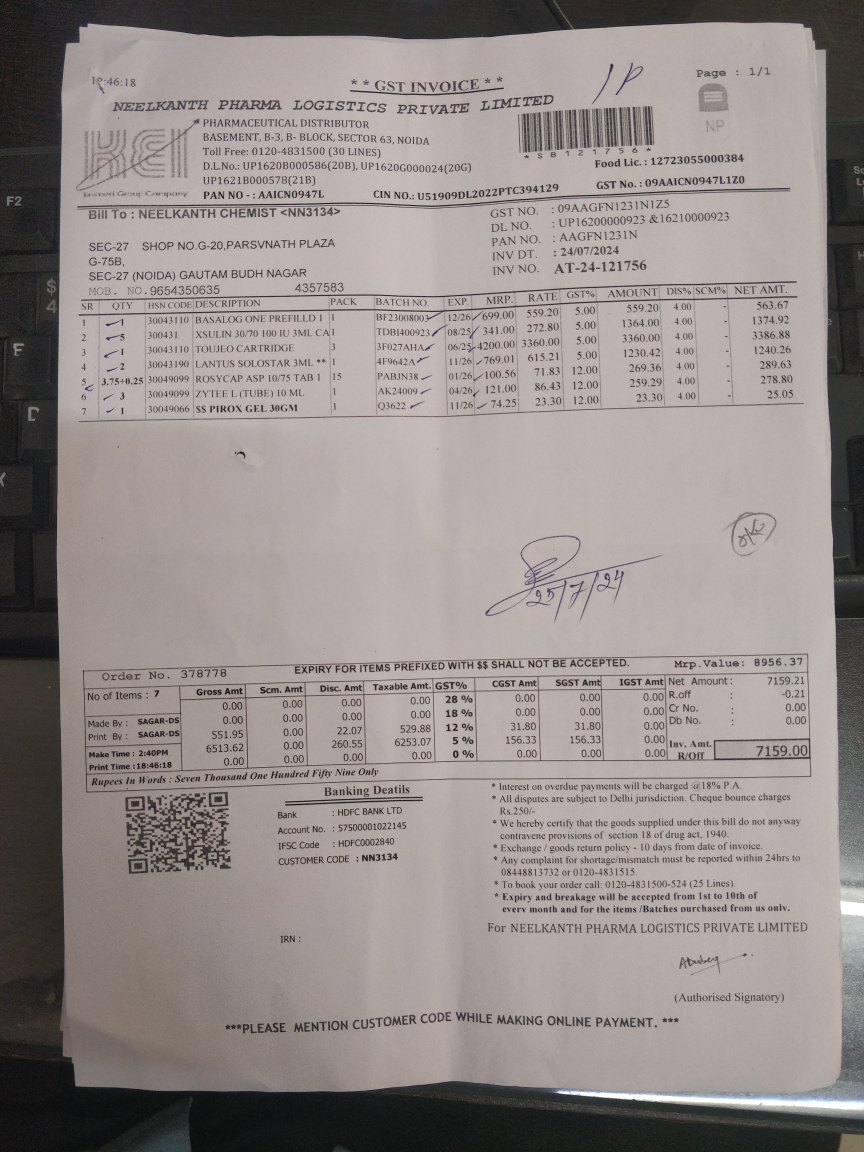 18:46:18
* * GST INVOICE * *
Page : 1/1
NEELKANTH PHARMA LOGISTICS PRIVATE LIMITED
1P
KEI
Keimed Group Company
PHARMACEUTICAL DISTRIBUTOR
BASEMENT, B-3, B- BLOCK, SECTOR 63, NOIDA
Toll Free: 0120-4831500 (30 LINES)
D.L.No.: UP1620B000586(20B), UP1620G000024(20G)
UP1621B000578(21B)
PAN NO - : AAICN0947L
CIN NO.: U51909DL2022PTC394129
* SB121756 *
NP
Food Lic. : 12723055000384
GST No. : 09AAICN0947L1Z0
Bill To : NEELKANTH CHEMIST <NN3134>
SEC-27 SHOP NO.G-20,PARSVNATH PLAZA
G-75B,
SEC-27 (NOIDA) GAUTAM BUDH NAGAR
MOB. NO.9654350635 4357583
GST NO. : 09AAGFN1231N1Z5
DL NO. : UP16200000923 &16210000923
PAN NO. : AAGFN1231N
INV DT. : 24/07/2024
INV NO. AT-24-121756
SR QTY HSN CODE DESCRIPTION PACK BATCH NO. EXP. MRP. RATE GST% AMOUNT DIS% SCM% NET AMT.
1 1 30043110 BASALOG ONE PREFILLD 1 1 BF23008003 12/26 699.00 559.20 5.00 559.20 4.00 - 563.67
2 5 300431 XSULIN 30/70 100 IU 3ML CA 1 TDBI400923 08/25 341.00 272.80 5.00 1364.00 4.00 - 1374.92
3 1 30043110 TOUJEO CARTRIDGE 3 3F027AHA 06/25 4200.00 3360.00 5.00 3360.00 4.00 - 3386.88
4 2 30043190 LANTUS SOLOSTAR 3ML ** 1 4F9642A 11/26 769.01 615.21 5.00 1230.42 4.00 - 1240.26
5 3.75+0.25 30049099 ROSYCAP ASP 10/75 TAB 1 15 PABJN38 01/26 100.56 71.83 12.00 269.36 4.00 - 289.63
6 3 30049099 ZYTEE L (TUBE) 10 ML 1 AK24009 04/26 121.00 86.43 12.00 259.29 4.00 - 278.80
7 1 30049066 $$ PIROX GEL 30GM 1 Q3622 11/26 74.25 23.30 12.00 23.30 4.00 - 25.05
25/7/24
Order No. 378778 EXPIRY FOR ITEMS PREFIXED WITH $$ SHALL NOT BE ACCEPTED. Mrp.Value: 8956.37
No of Items : 7
Made By : SAGAR-DS
Print By : SAGAR-DS
Make Time : 2:40PM
Print Time :18:46:18
Gross Amt Scm. Amt Disc. Amt Taxable Amt. GST% CGST Amt SGST Amt IGST Amt
0.00 0.00 0.00 0.00 28 % 0.00 0.00 0.00
0.00 0.00 0.00 0.00 18 % 0.00 0.00 0.00
551.95 0.00 22.07 529.88 12 % 31.80 31.80 0.00
6513.62 0.00 260.55 6253.07 5 % 156.33 156.33 0.00
0.00 0.00 0.00 0.00 0 % 0.00 0.00 0.00
Net Amount : 7159.21
R.off : -0.21
Cr No. : 0.00
Db No. : 0.00
Inv. Amt. R/Off 7159.00
Rupees In Words : Seven Thousand One Hundred Fifty Nine Only
Banking Deatils
Bank : HDFC BANK LTD
Account No. : 57500001022145
IFSC Code : HDFC0002840
CUSTOMER CODE : NN3134
IRN :
* Interest on overdue payments will be charged @18% P.A.
* All disputes are subject to Delhi jurisdiction. Cheque bounce charges
Rs.250/-
* We hereby certify that the goods supplied under this bill do not anyway
contravene provisions of section 18 of drug act, 1940.
* Exchange / goods return policy - 10 days from date of invoice.
* Any complaint for shortage/mismatch must be reported within 24hrs to
08448813732 or 0120-4831515.
* To book your order call: 0120-4831500-524 (25 Lines)
* Expiry and breakage will be accepted from 1st to 10th of
every month and for the items /Batches purchased from us only.
For NEELKANTH PHARMA LOGISTICS PRIVATE LIMITED
(Authorised Signatory)
***PLEASE MENTION CUSTOMER CODE WHILE MAKING ONLINE PAYMENT. ***
F2
$
4
E
D